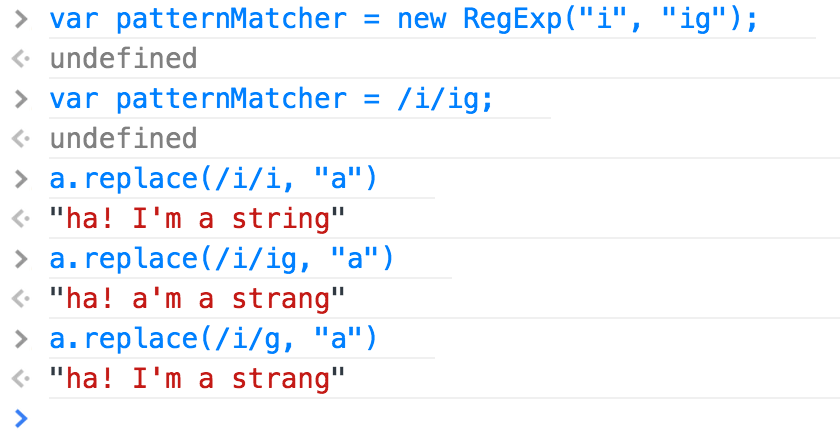 > var patternMatcher = new RegExp("i", "ig");
undefined
> var patternMatcher = /i/ig;
undefined
> a.replace(/i/i, "a")
"ha! I'm a string"
> a.replace(/i/ig, "a")
"ha! a'm a strang"
> a.replace(/i/g, "a")
"ha! I'm a strang"
>